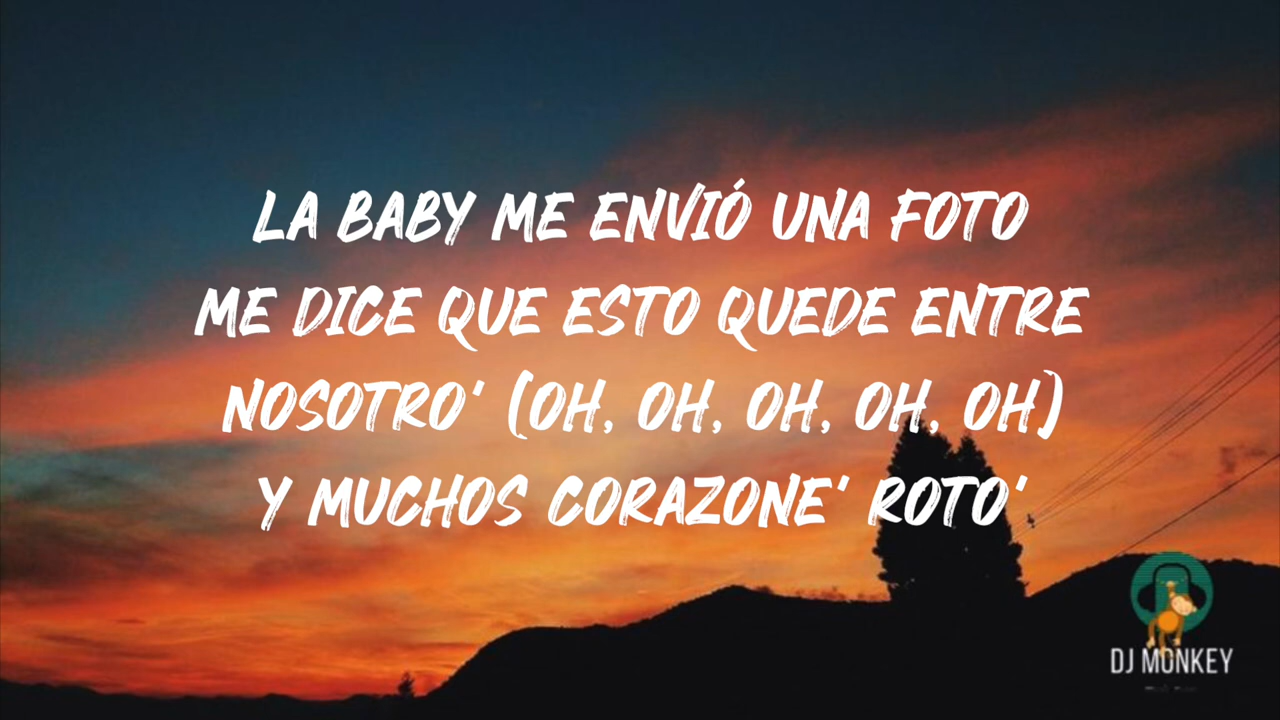 LA BABY ME ENVIÓ UNA FOTO
ME DICE QUE ESTO QUEDE ENTRE
NOSOTRO' (OH, OH, OH, OH, OH)
Y MUCHOS CORAZONE' ROTO'
DJ MONKEY